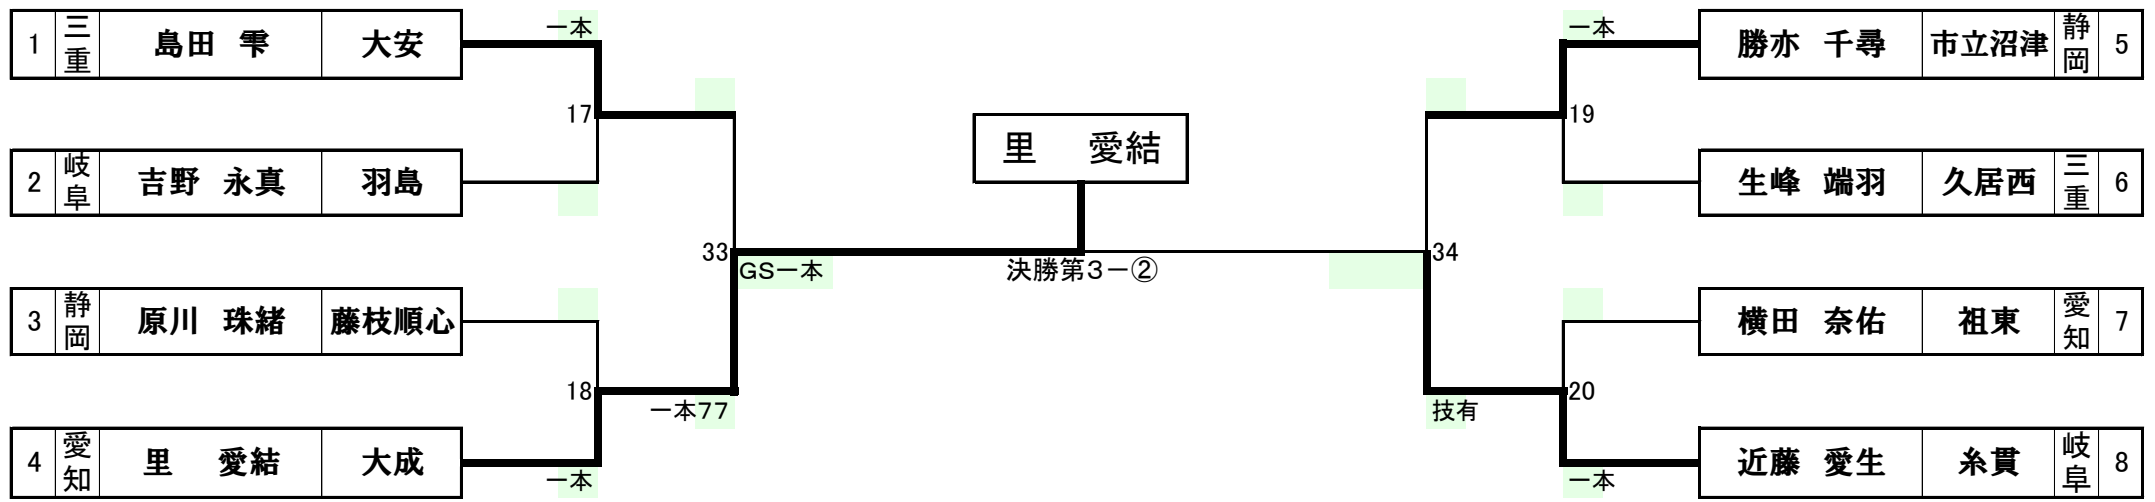 1 三重 島田 雫 大安 一本 一本 勝亦 千尋 市立沼津 静岡 5
17 19
里 愛結
2 岐阜 吉野 永真 羽島 生峰 端羽 久居西 三重 6
33 34
GS一本 決勝第3-②
3 静岡 原川 珠緒 藤枝順心 横田 奈佑 祖東 愛知 7
18 20
一本77 技有
4 愛知 里 愛結 大成 一本 一本 近藤 愛生 糸貫 岐阜 8